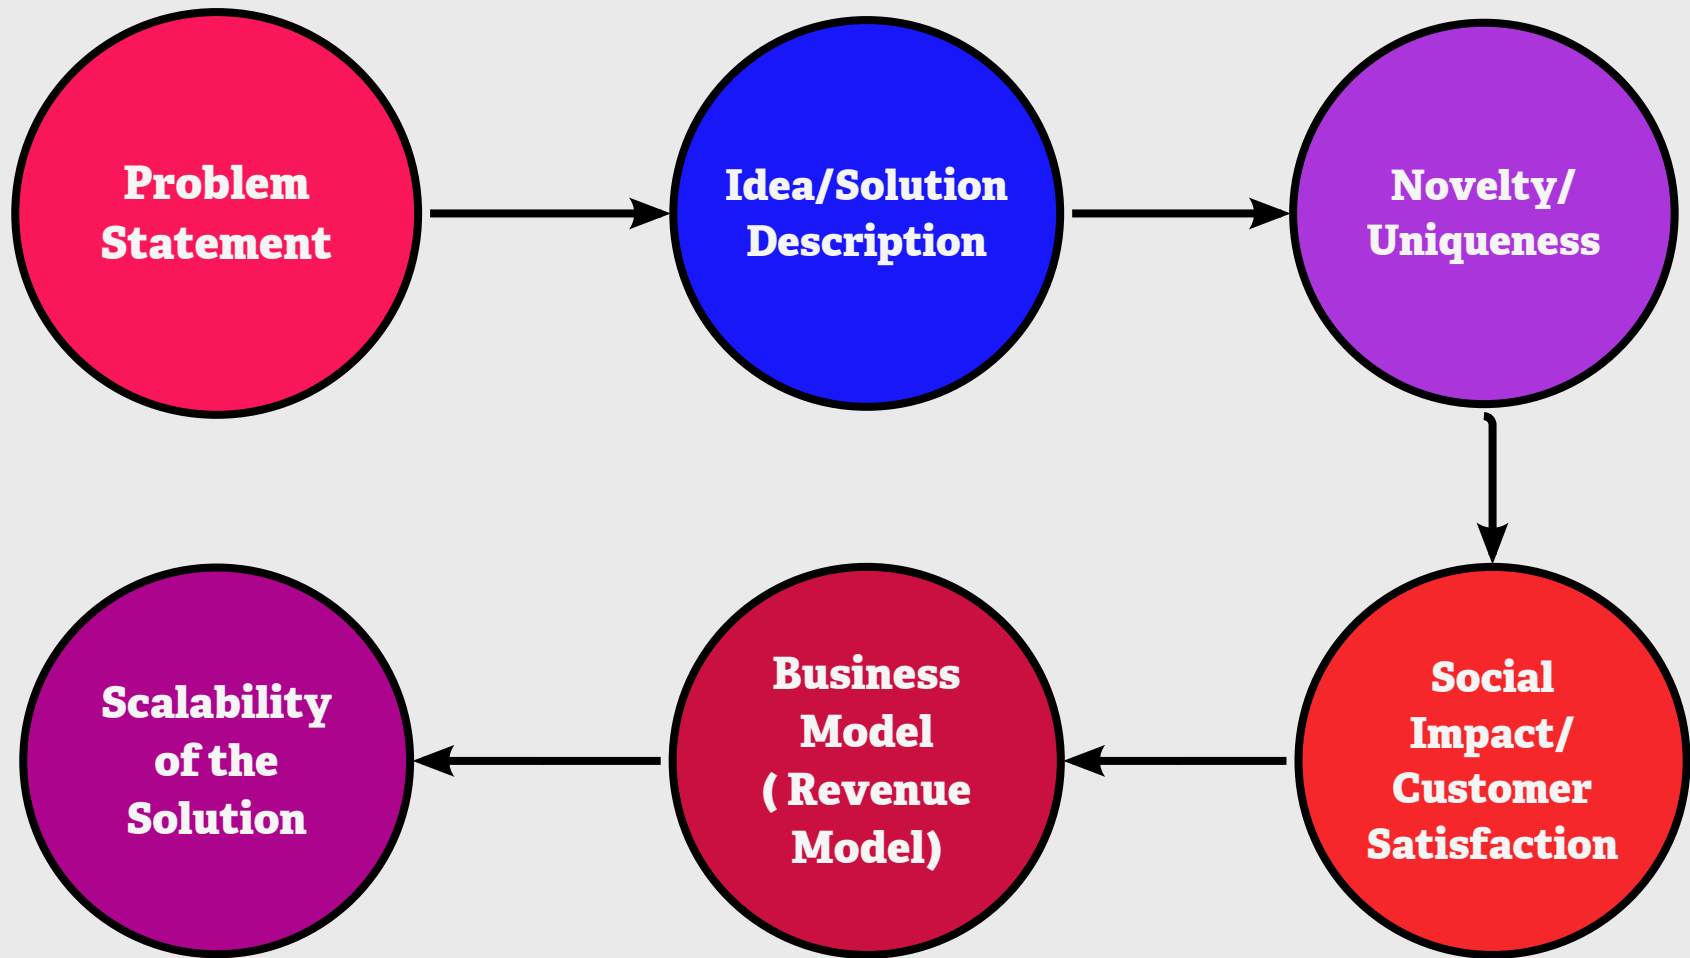 Problem
Statement
Idea/Solution
Description
Novelty/
Uniqueness
Social
Impact/
Customer
Satisfaction
Business
Model
( Revenue
Model)
Scalability
of the
Solution